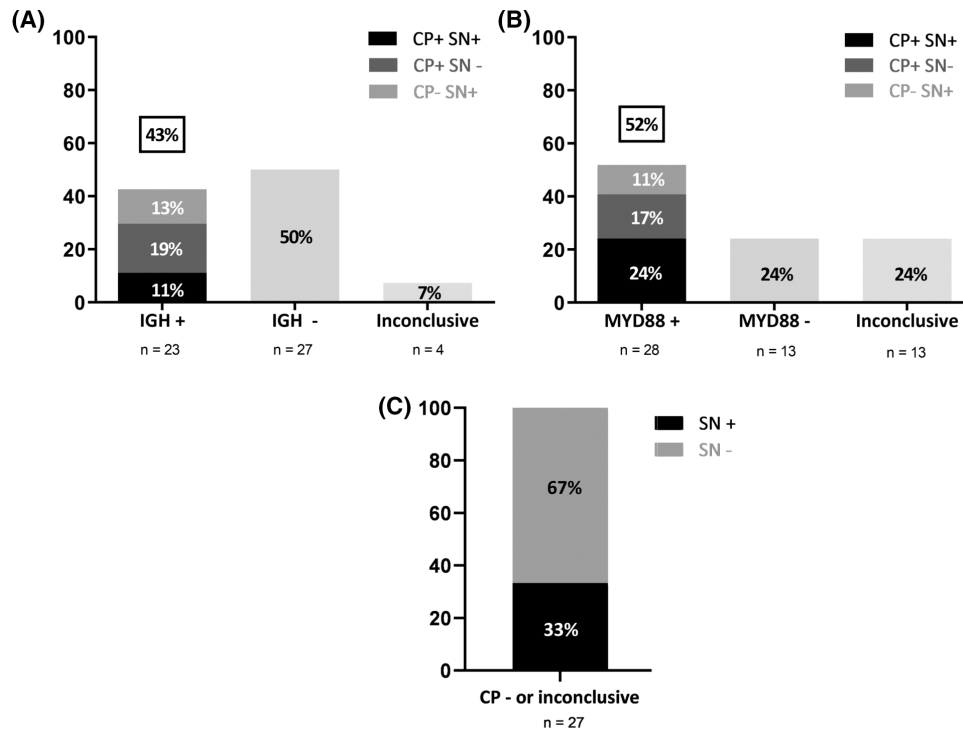 (A)
100
80
60
40
20
0
CP+ SN+
CP+ SN -
CP- SN+
43%
13%
19%
11%
50%
7%
IGH +
IGH -
Inconclusive
n = 23
n = 27
n = 4
(B)
100
80
60
40
20
0
CP+ SN+
CP+ SN-
CP- SN+
52%
11%
17%
24%
24%
24%
MYD88 +
MYD88 -
Inconclusive
n = 28
n = 13
n = 13
(C)
100
80
60
40
20
0
SN +
SN -
67%
33%
CP - or inconclusive
n = 27